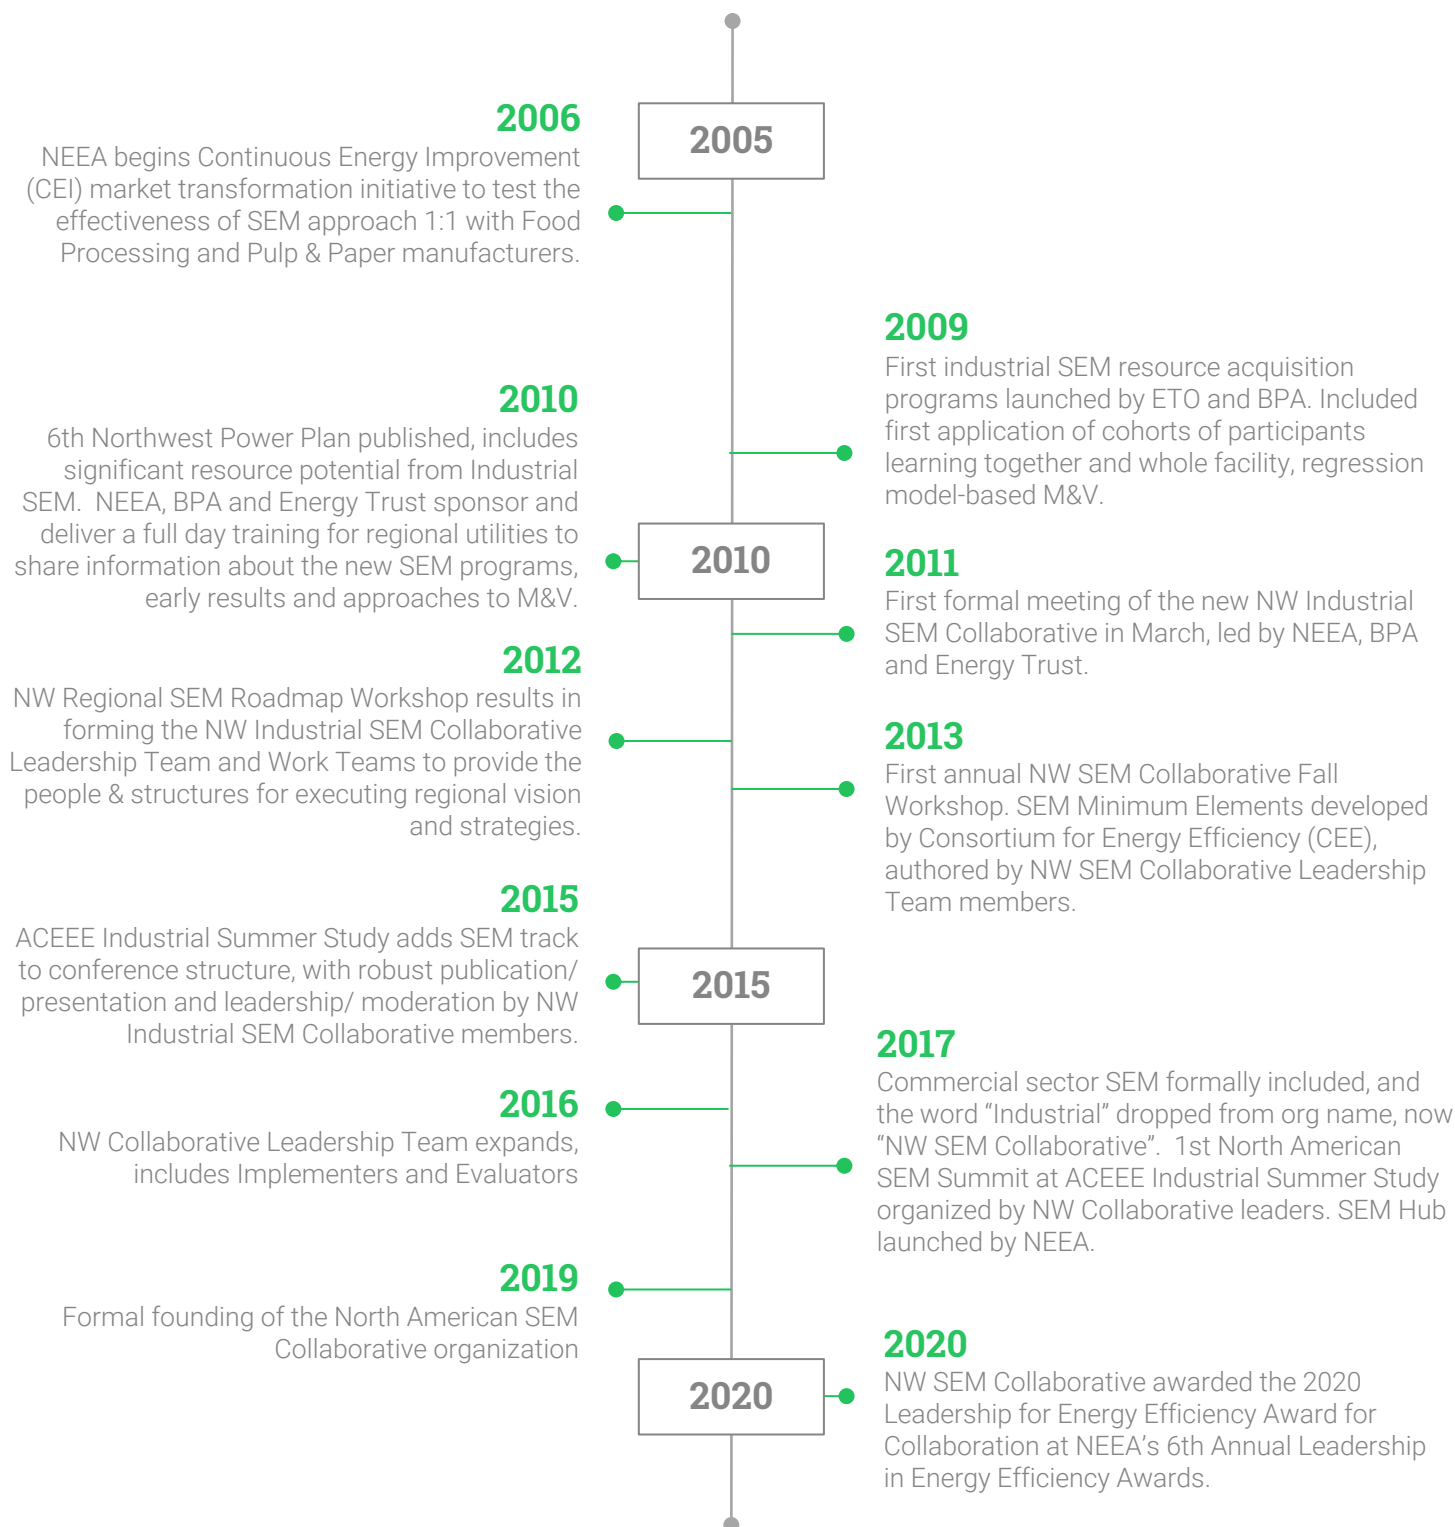 2005
2006
NEEA begins Continuous Energy Improvement
(CEI) market transformation initiative to test the
effectiveness of SEM approach 1:1 with Food
Processing and Pulp & Paper manufacturers.
2009
First industrial SEM resource acquisition
programs launched by ETO and BPA. Included
first application of cohorts of participants
learning together and whole facility, regression
model-based M&V.
2010
2010
6th Northwest Power Plan published, includes
significant resource potential from Industrial
SEM.  NEEA, BPA and Energy Trust sponsor and
deliver a full day training for regional utilities to
share information about the new SEM programs,
early results and approaches to M&V.
2011
First formal meeting of the new NW Industrial
SEM Collaborative in March, led by NEEA, BPA
and Energy Trust.
2012
NW Regional SEM Roadmap Workshop results in
forming the NW Industrial SEM Collaborative
Leadership Team and Work Teams to provide the
people & structures for executing regional vision
and strategies.
2013
First annual NW SEM Collaborative Fall
Workshop. SEM Minimum Elements developed
by Consortium for Energy Efficiency (CEE),
authored by NW SEM Collaborative Leadership
Team members.
2015
2015
ACEEE Industrial Summer Study adds SEM track
to conference structure, with robust publication/
presentation and leadership/ moderation by NW
Industrial SEM Collaborative members.
2016
NW Collaborative Leadership Team expands,
includes Implementers and Evaluators
2017
Commercial sector SEM formally included, and
the word “Industrial” dropped from org name, now
“NW SEM Collaborative”.  1st North American
SEM Summit at ACEEE Industrial Summer Study
organized by NW Collaborative leaders. SEM Hub
launched by NEEA.
2019
Formal founding of the North American SEM
Collaborative organization
2020
2020
NW SEM Collaborative awarded the 2020
Leadership for Energy Efficiency Award for
Collaboration at NEEA’s 6th Annual Leadership
in Energy Efficiency Awards.